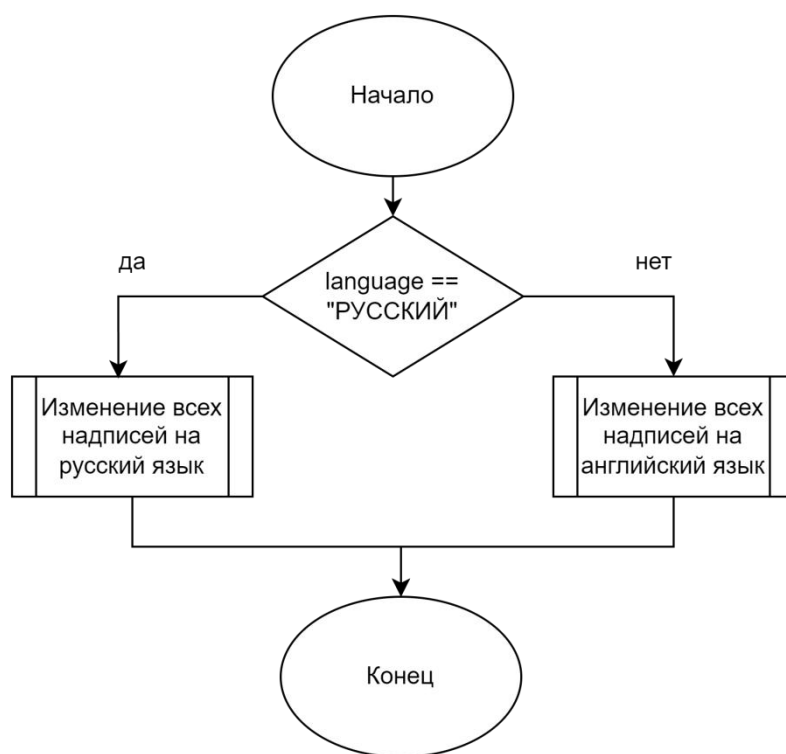 Начало
да
language ==
"РУССКИЙ"
нет
Изменение всех
надписей на
русский язык
Изменение всех
надписей на
английский язык
Конец